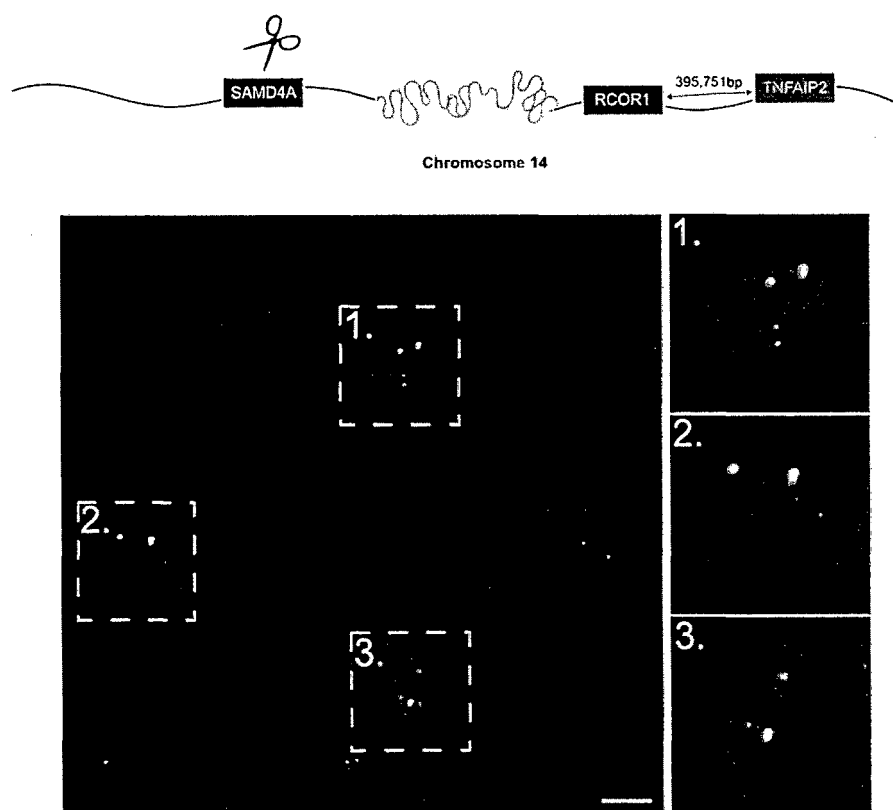 395,751bp
SAMD4A
RCOR1
TNFAIP2
Chromosome 14
1.
1.
2.
2.
3.
3.